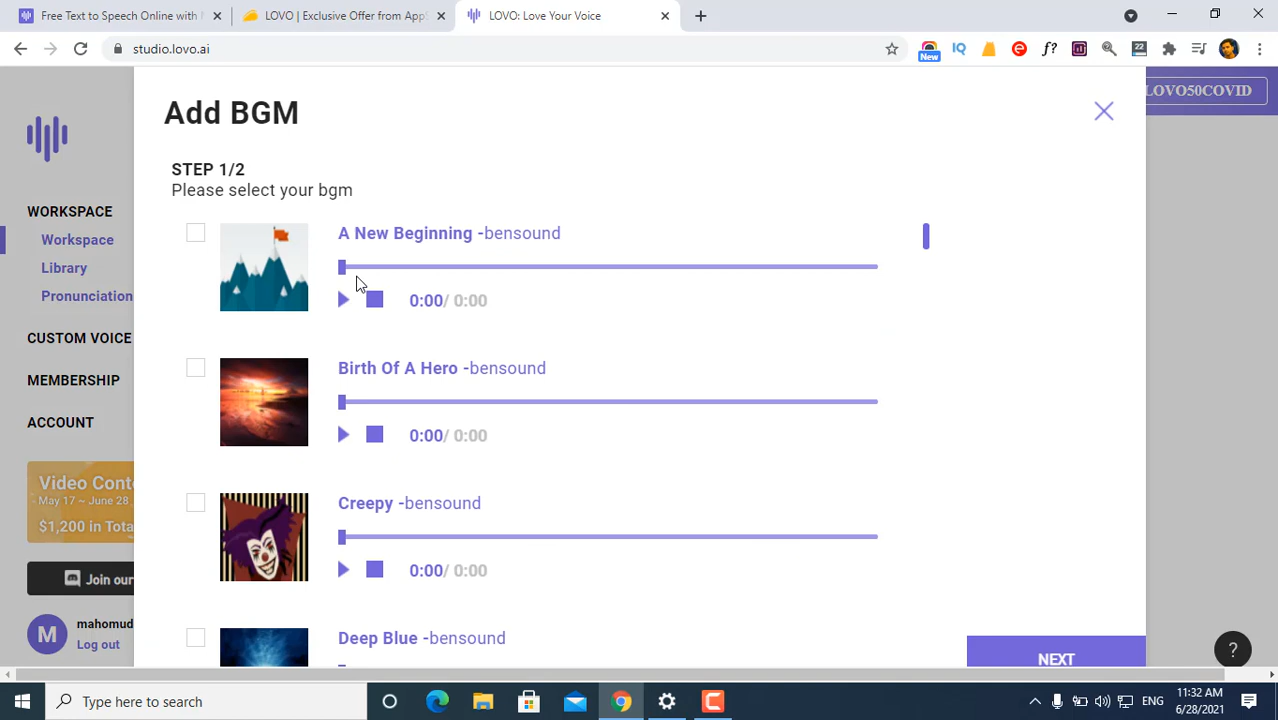 Free Text to Speech Online with
LOVO | Exclusive Offer from App
LOVO: Love Your Voice
studio.lovo.ai
New
IQ
e
f?
22
LOVO50COVID
Add BGM
STEP 1/2
Please select your bgm
WORKSPACE
Workspace
Library
Pronunciation
CUSTOM VOICE
MEMBERSHIP
ACCOUNT
Video Conte
May 17 ~ June 28
$1,200 in Tota
Join our
M
mahomud
Log out
A New Beginning -bensound
0:00/ 0:00
Birth Of A Hero -bensound
0:00/ 0:00
Creepy -bensound
0:00/ 0:00
Deep Blue -bensound
NEXT
?
Type here to search
ENG
11:32 AM
6/28/2021